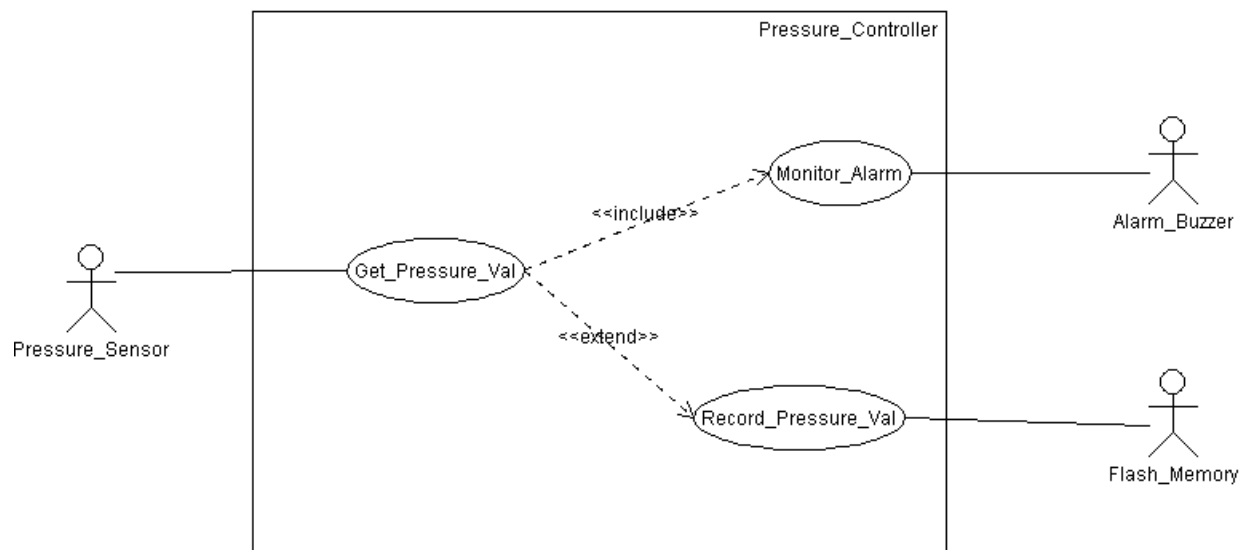 Pressure_Controller
Monitor_Alarm
<<include>>
Alarm_Buzzer
Get_Pressure_Val
<<extend>>
Pressure_Sensor
Record_Pressure_Val
Flash_Memory